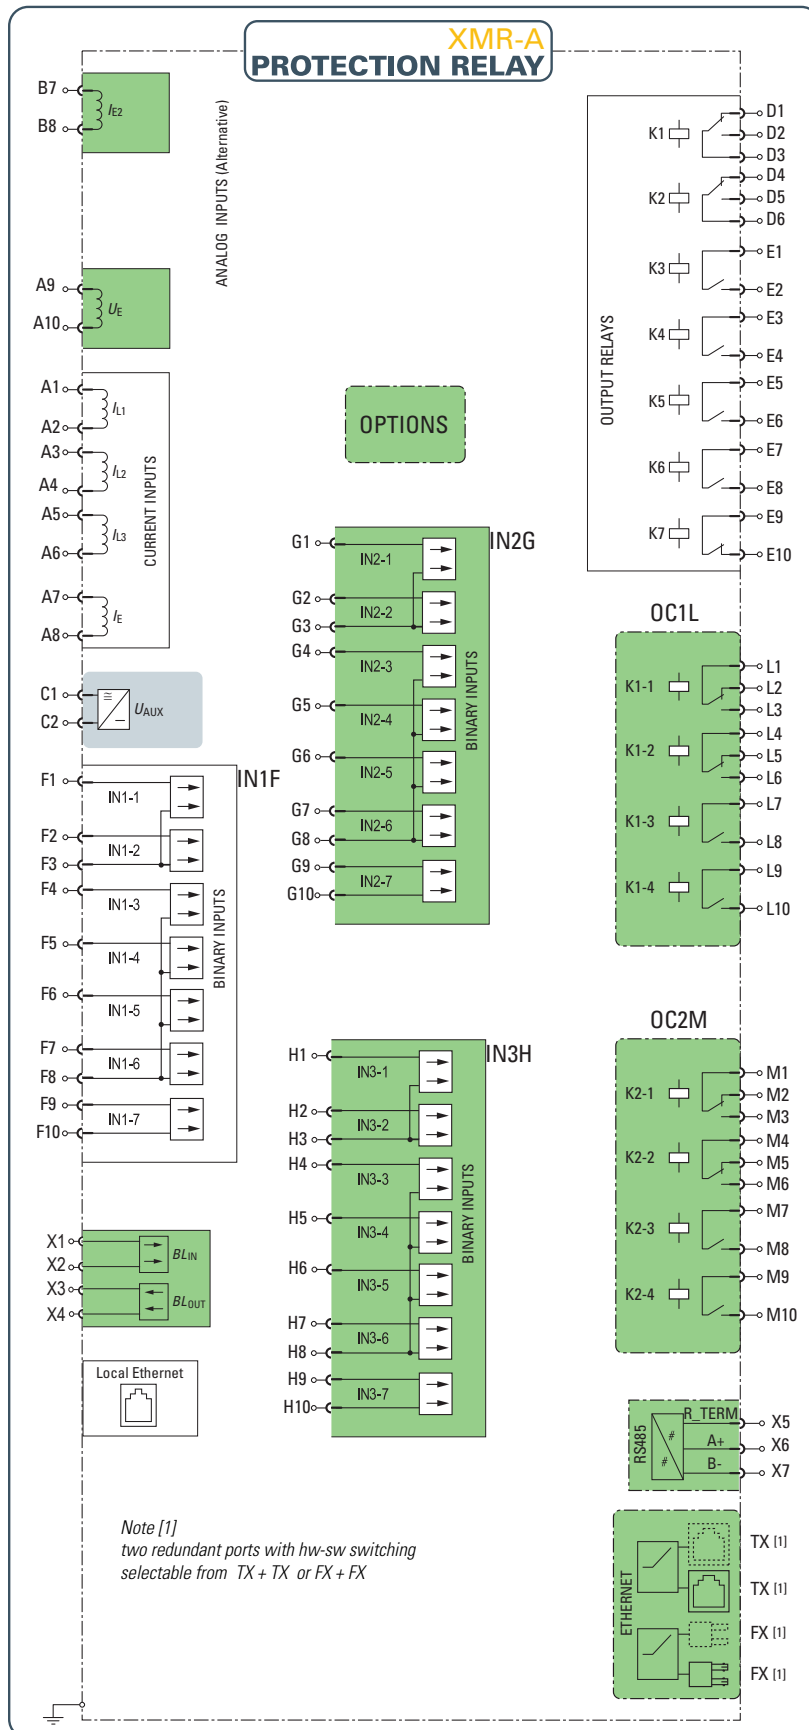 XMR-A
PROTECTION RELAY
B7
B8
IE2
ANALOG INPUTS (Alternative)
A9
A10
UE
A1
A2
A3
A4
A5
A6
A7
A8
IL1
IL2
IL3
IE
CURRENT INPUTS
C1
C2
UAUX
IN1F
F1
F2
F3
F4
F5
F6
F7
F8
F9
F10
IN1-1
IN1-2
IN1-3
IN1-4
IN1-5
IN1-6
IN1-7
BINARY INPUTS
X1
X2
X3
X4
BLIN
BLOUT
Local Ethernet
OPTIONS
IN2G
G1
G2
G3
G4
G5
G6
G7
G8
G9
G10
IN2-1
IN2-2
IN2-3
IN2-4
IN2-5
IN2-6
IN2-7
BINARY INPUTS
IN3H
H1
H2
H3
H4
H5
H6
H7
H8
H9
H10
IN3-1
IN3-2
IN3-3
IN3-4
IN3-5
IN3-6
IN3-7
BINARY INPUTS
OUTPUT RELAYS
K1
K2
K3
K4
K5
K6
K7
D1
D2
D3
D4
D5
D6
E1
E2
E3
E4
E5
E6
E7
E8
E9
E10
OC1L
K1-1
K1-2
K1-3
K1-4
L1
L2
L3
L4
L5
L6
L7
L8
L9
L10
OC2M
K2-1
K2-2
K2-3
K2-4
M1
M2
M3
M4
M5
M6
M7
M8
M9
M10
RS485
#
#
R_TERM
A+
B-
X5
X6
X7
ETHERNET
TX [1]
TX [1]
FX [1]
FX [1]
Note [1]
two redundant ports with hw-sw switching
selectable from TX + TX or FX + FX